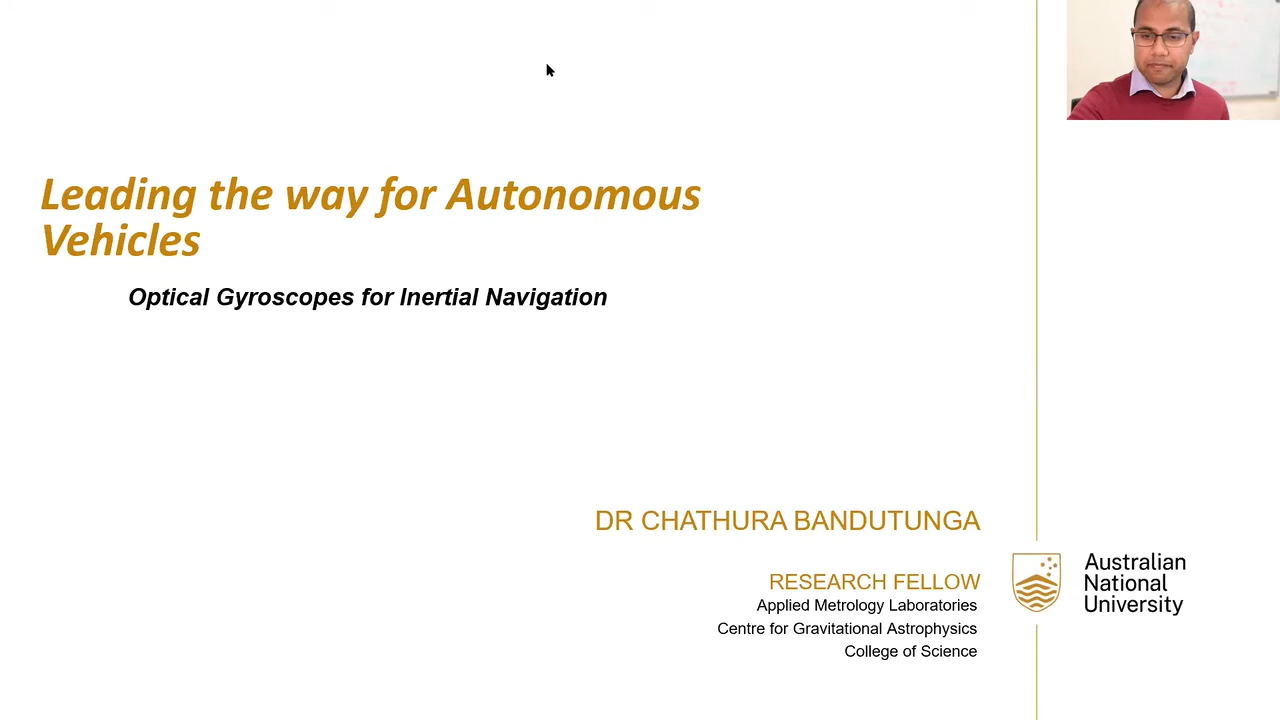 Leading the way for Autonomous
Vehicles
Optical Gyroscopes for Inertial Navigation
DR CHATHURA BANDUTUNGA
RESEARCH FELLOW
Applied Metrology Laboratories
Centre for Gravitational Astrophysics
College of Science
Australian
National
University